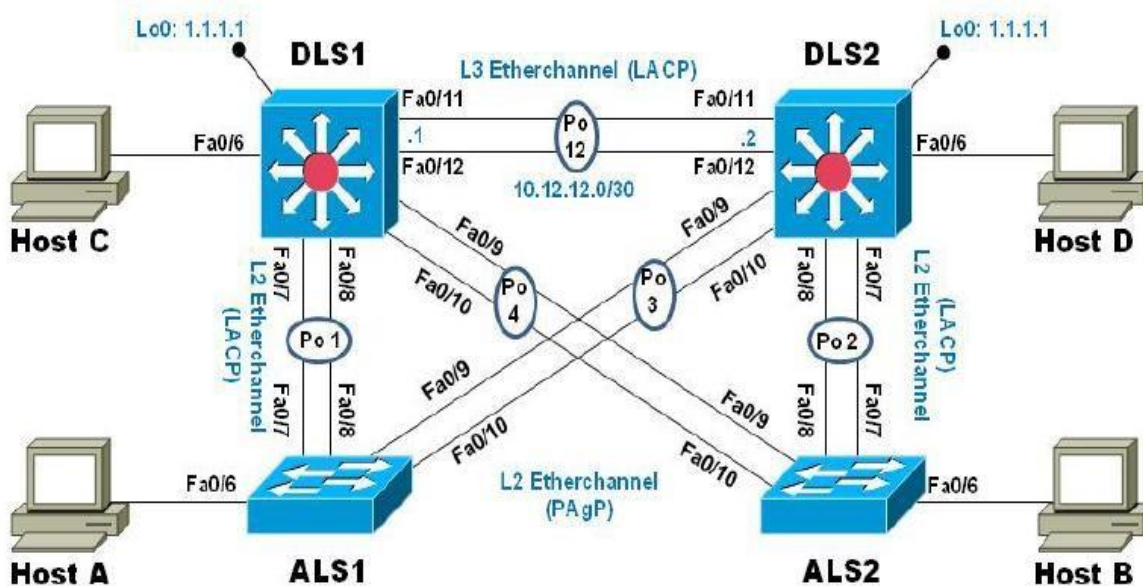 Lo0: 1.1.1.1
Lo0: 1.1.1.1
DLS1
DLS2
L3 Etherchannel (LACP)
Fa0/11
Fa0/11
Fa0/6
.1
Po
12
.2
Fa0/6
Fa0/12
Fa0/12
10.12.12.0/30
Host C
Host D
Fa0/7
Fa0/8
L2 Etherchannel
(LACP)
Fa0/9
Fa0/10
Po
4
Po
3
Fa0/9
Fa0/10
Fa0/8
Fa0/7
(LACP)
L2 Etherchannel
Po 1
Po 2
Fa0/7
Fa0/8
Fa0/9
Fa0/10
Fa0/9
Fa0/10
Fa0/8
Fa0/7
Fa0/6
L2 Etherchannel
(PAgP)
Fa0/6
Host A
ALS1
ALS2
Host B